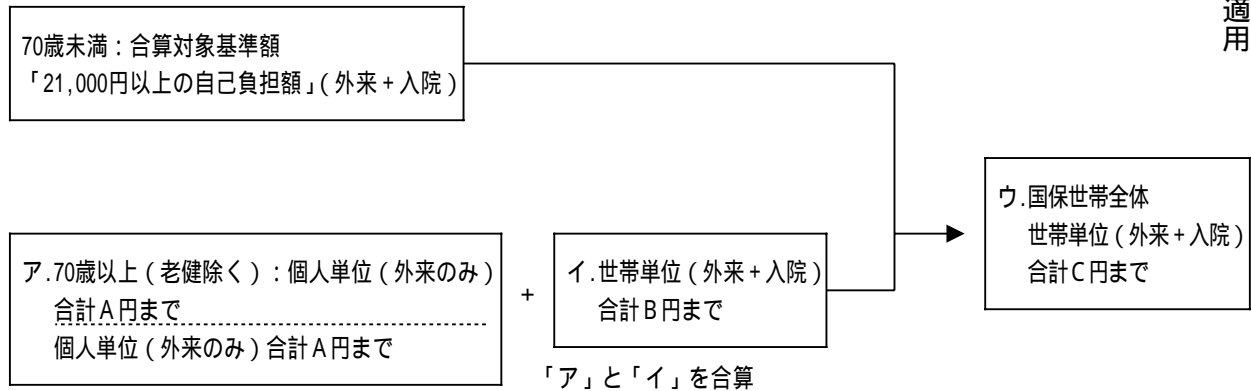 適用
70歳未満：合算対象基準額
「21,000円以上の自己負担額」（外来＋入院）
ア.70歳以上（老健除く）：個人単位（外来のみ）
合計Ａ円まで
個人単位（外来のみ）合計Ａ円まで
+
イ.世帯単位（外来＋入院）
合計Ｂ円まで
「ア」と「イ」を合算
ウ.国保世帯全体
世帯単位（外来＋入院）
合計Ｃ円まで